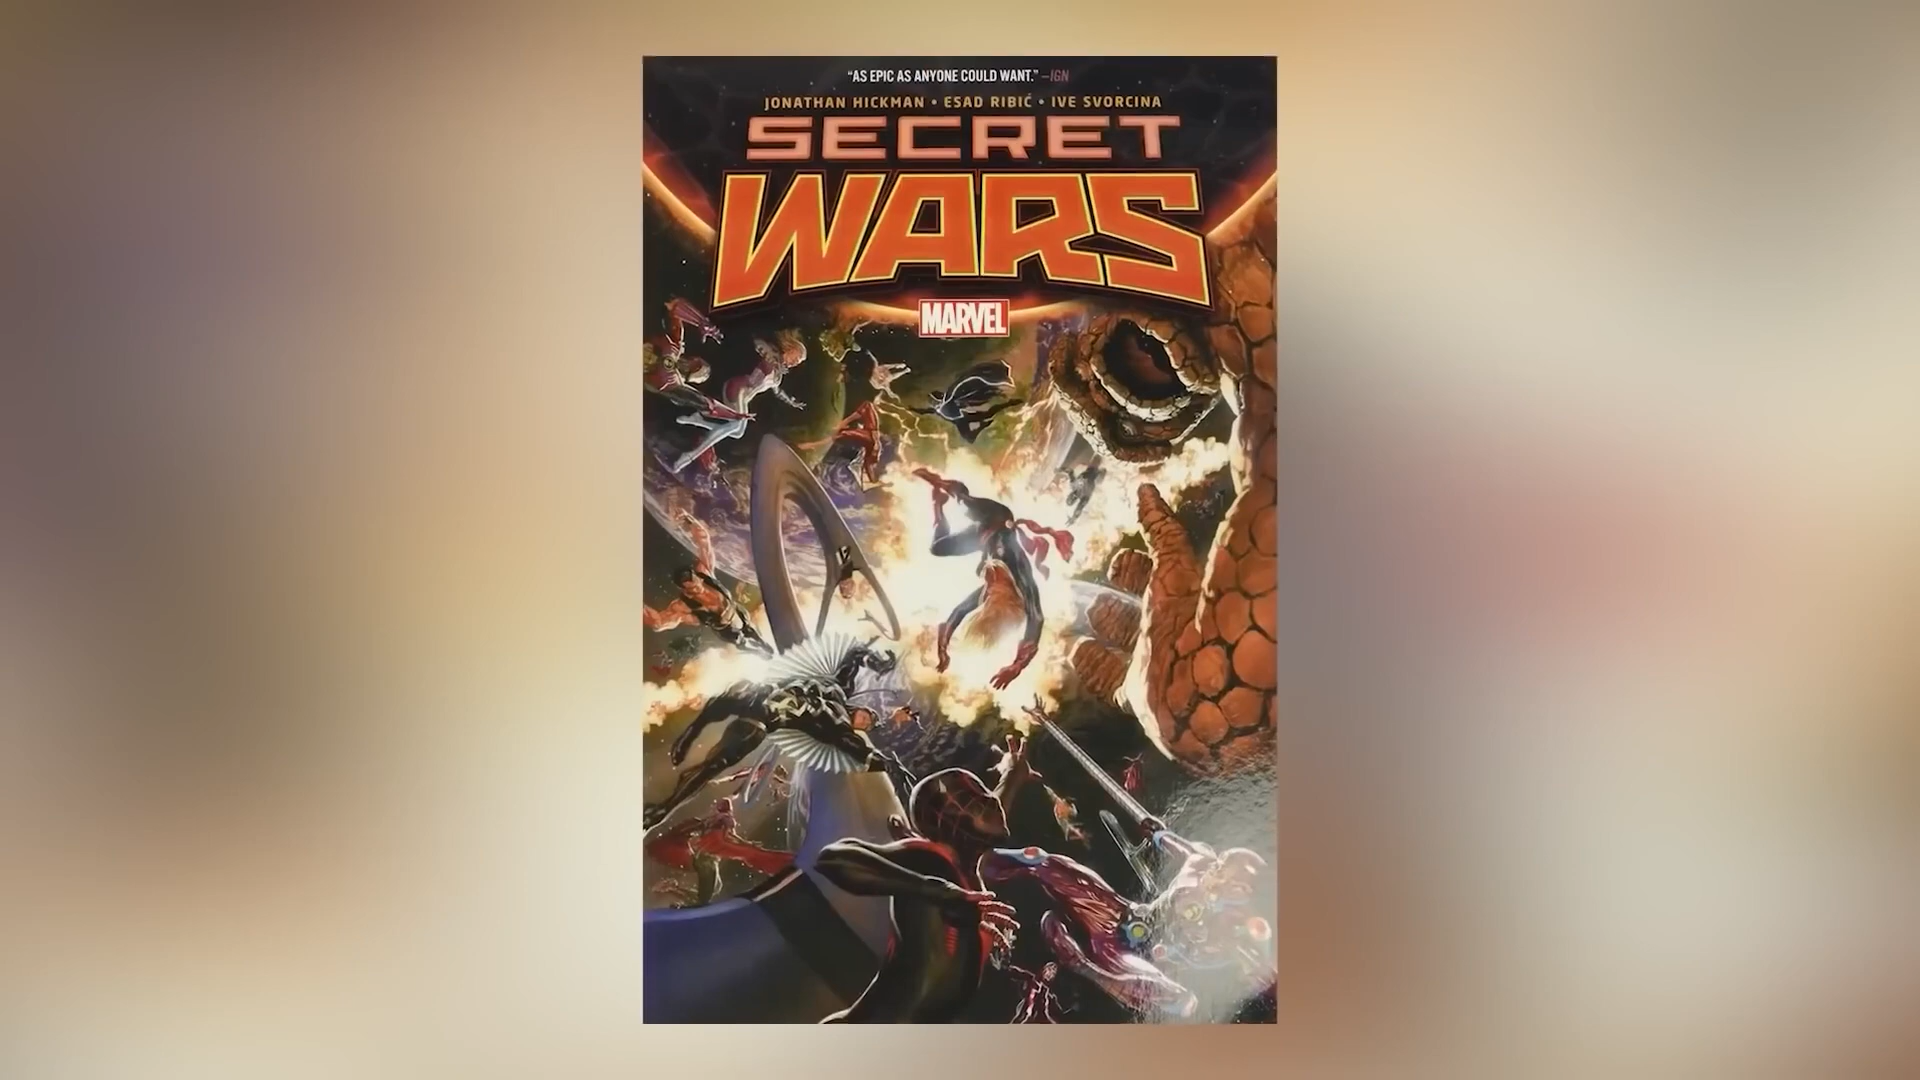 “AS EPIC AS ANYONE COULD WANT.” —IGN
JONATHAN HICKMAN • ESAD RIBIĆ • IVE SVORCINA
SECRET
WARS
MARVEL